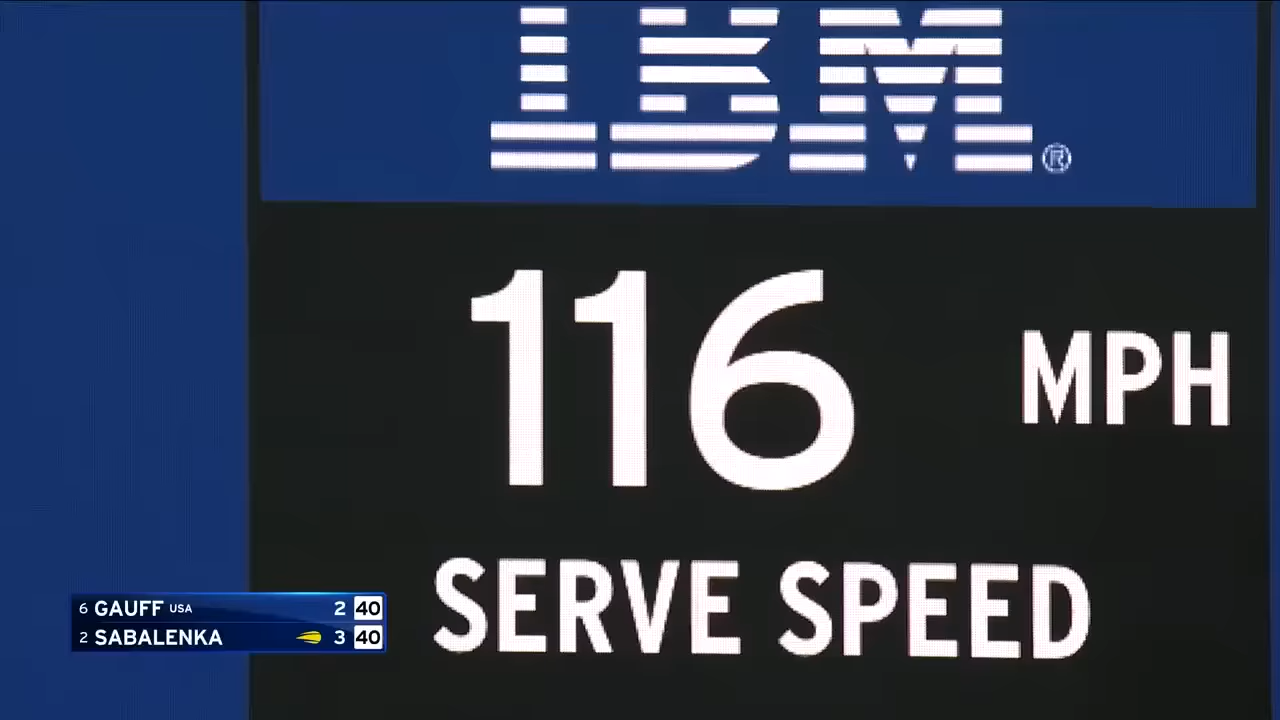 IBM®
116 MPH
SERVE SPEED
6 GAUFF USA 2 40
2 SABALENKA 3 40